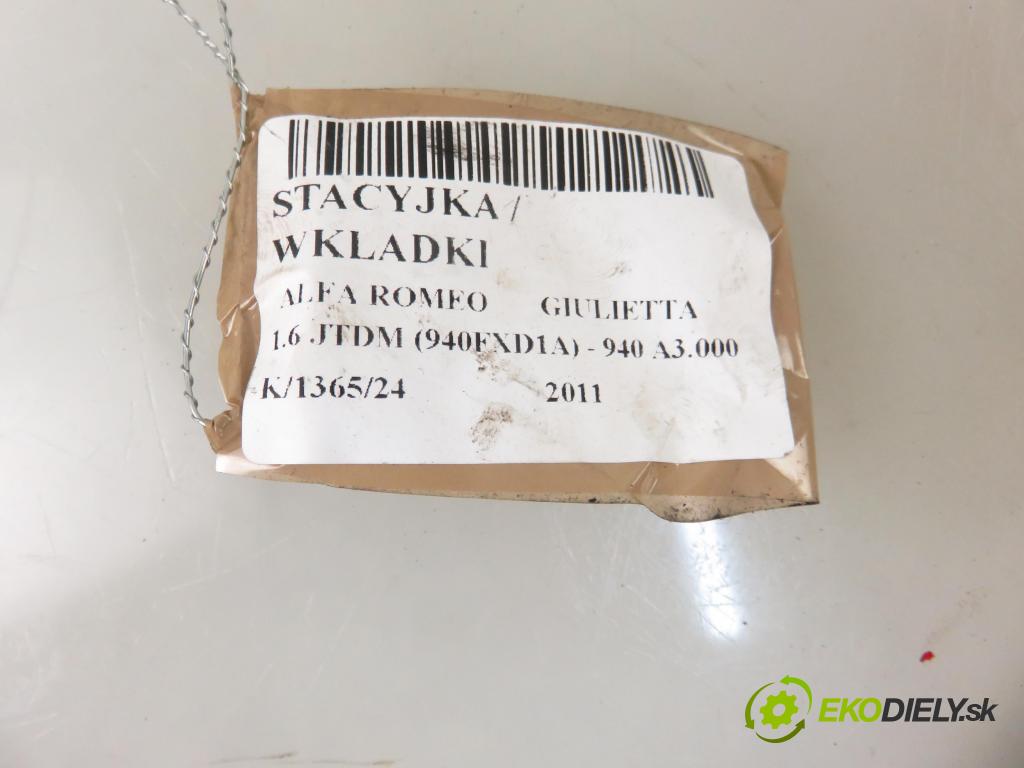 STACYJKA /
WKLADKI
ALFA ROMEO GIULIETTA
1.6 JTDM (940FXD1A) - 940 A3.000
K/1365/24 2011
EKODIELY.sk